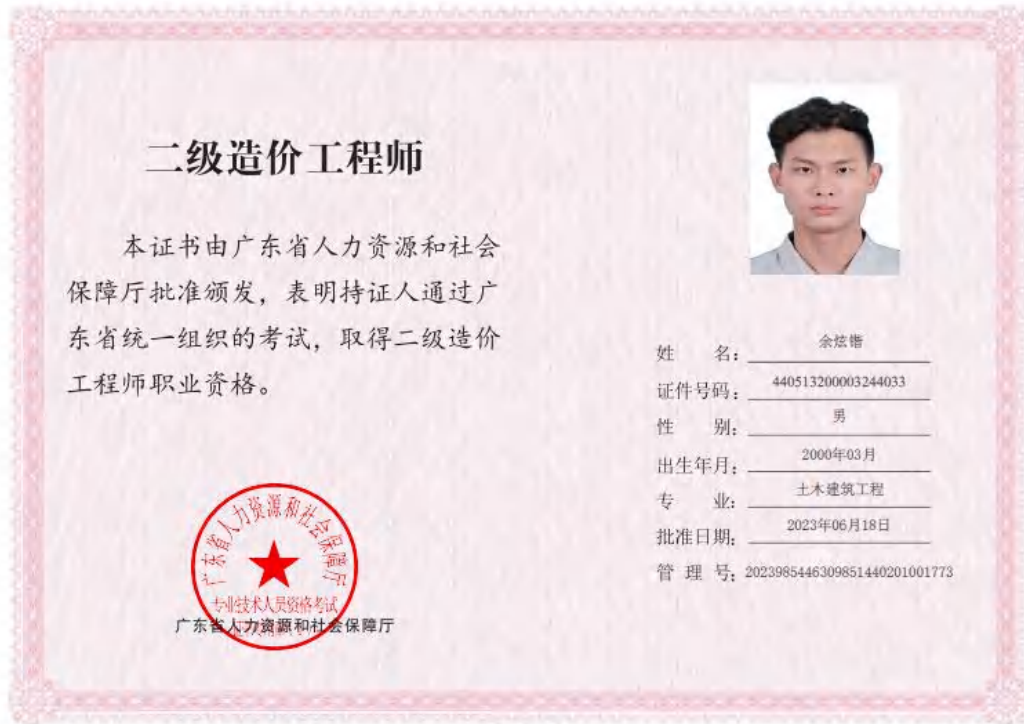 二级造价工程师
本证书由广东省人力资源和社会
保障厅批准颁发，表明持证人通过广
东省统一组织的考试，取得二级造价
工程师职业资格。
广东省人力资源和社会保障厅
专业技术人员资格考试
广东省人力资源和社会保障厅
姓 名：余炫锴
证件号码：440513200003244033
性 别：男
出生年月：2000年03月
专 业：土木建筑工程
批准日期：2023年06月18日
管 理 号：2023985446309851440201001773